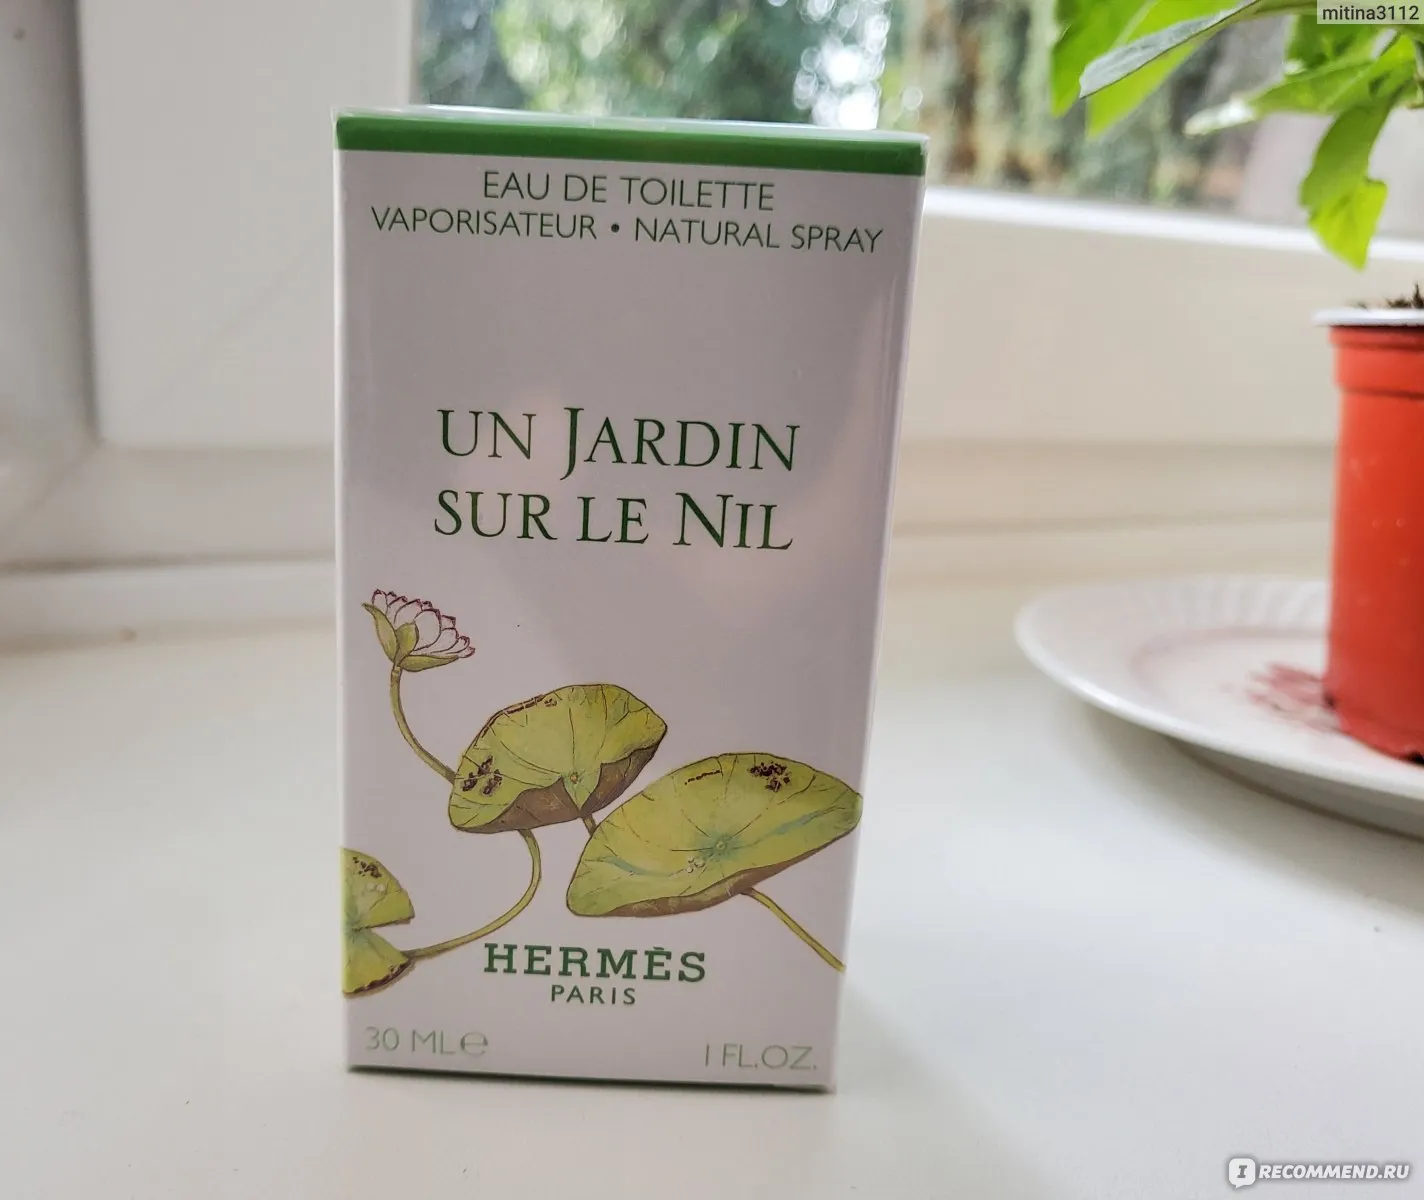 mitina3112
EAU DE TOILETTE
VAPORISATEUR • NATURAL SPRAY
UN JARDIN
SUR LE NIL
HERMÈS
PARIS
30 ML℮
1 FL.OZ.
I RECOMMEND.RU